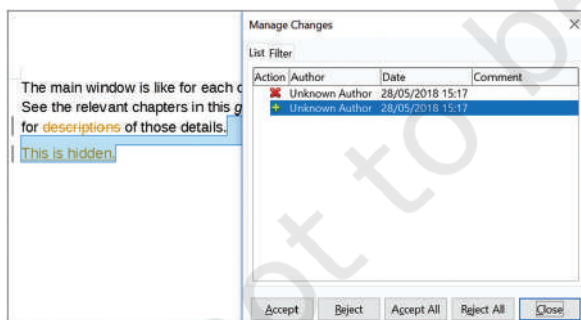 The main window is like for each
See the relevant chapters in this
for descriptions of those details.
This is hidden.
Manage Changes
List Filter
Action Author Date Comment
Unknown Author 28/05/2018 15:17
Unknown Author 28/05/2018 15:17
Accept Reject Accept All Reject All Close